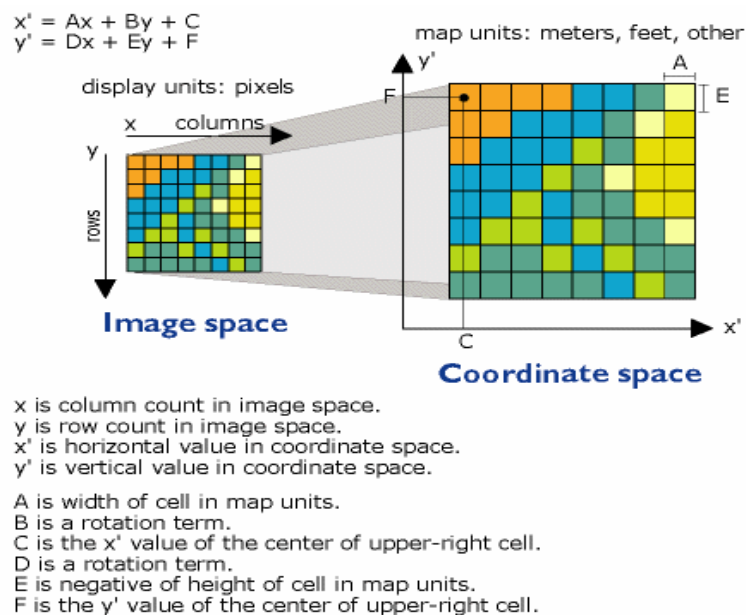 x' = Ax + By + C
y' = Dx + Ey + F
map units: meters, feet, other
y'
A
display units: pixels
F
E
x columns
y
rows
Image space
C
x'
Coordinate space
x is column count in image space.
y is row count in image space.
x' is horizontal value in coordinate space.
y' is vertical value in coordinate space.
A is width of cell in map units.
B is a rotation term.
C is the x' value of the center of upper-right cell.
D is a rotation term.
E is negative of height of cell in map units.
F is the y' value of the center of upper-right cell.